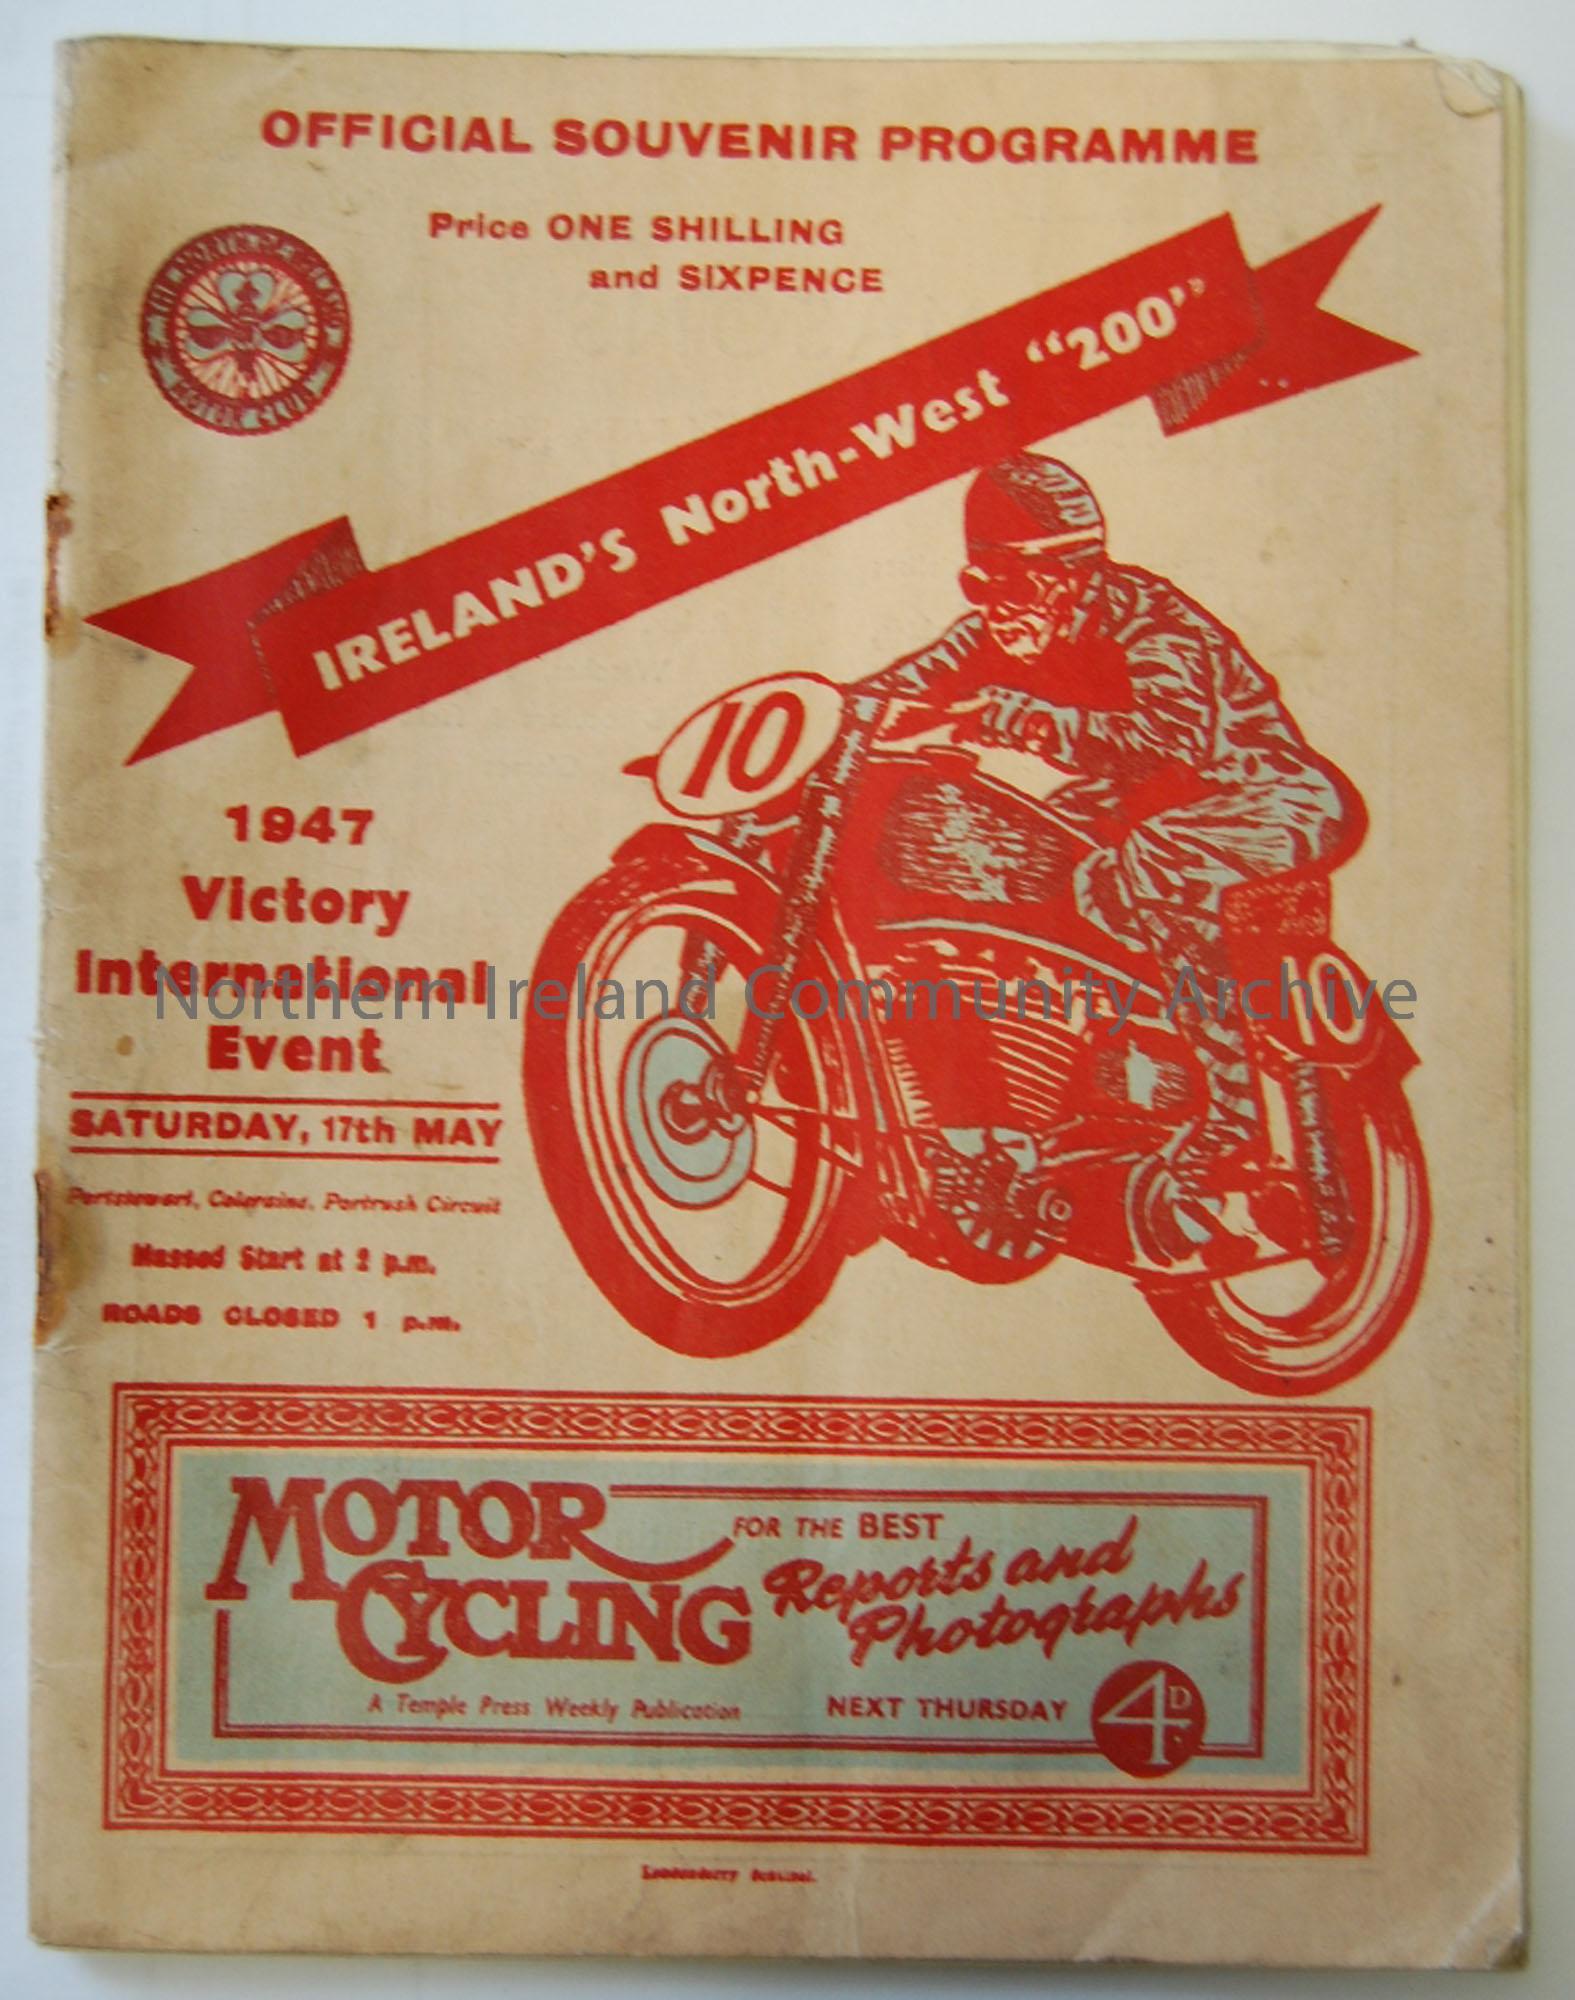 OFFICIAL SOUVENIR PROGRAMME
Price ONE SHILLING
and SIXPENCE
IRELAND'S North-West "200"
10
10
1947
Victory
International
Event
SATURDAY, 17th MAY
Portstewart, Coleraine, Portrush Circuit
Massed Start at 2 p.m.
ROADS CLOSED 1 p.m.
Northern Ireland Community Archive
MOTOR
CYCLING
FOR THE BEST
Reports and
Photographs
A Temple Press Weekly Publication
NEXT THURSDAY
4D.
Londonderry Sentinel.